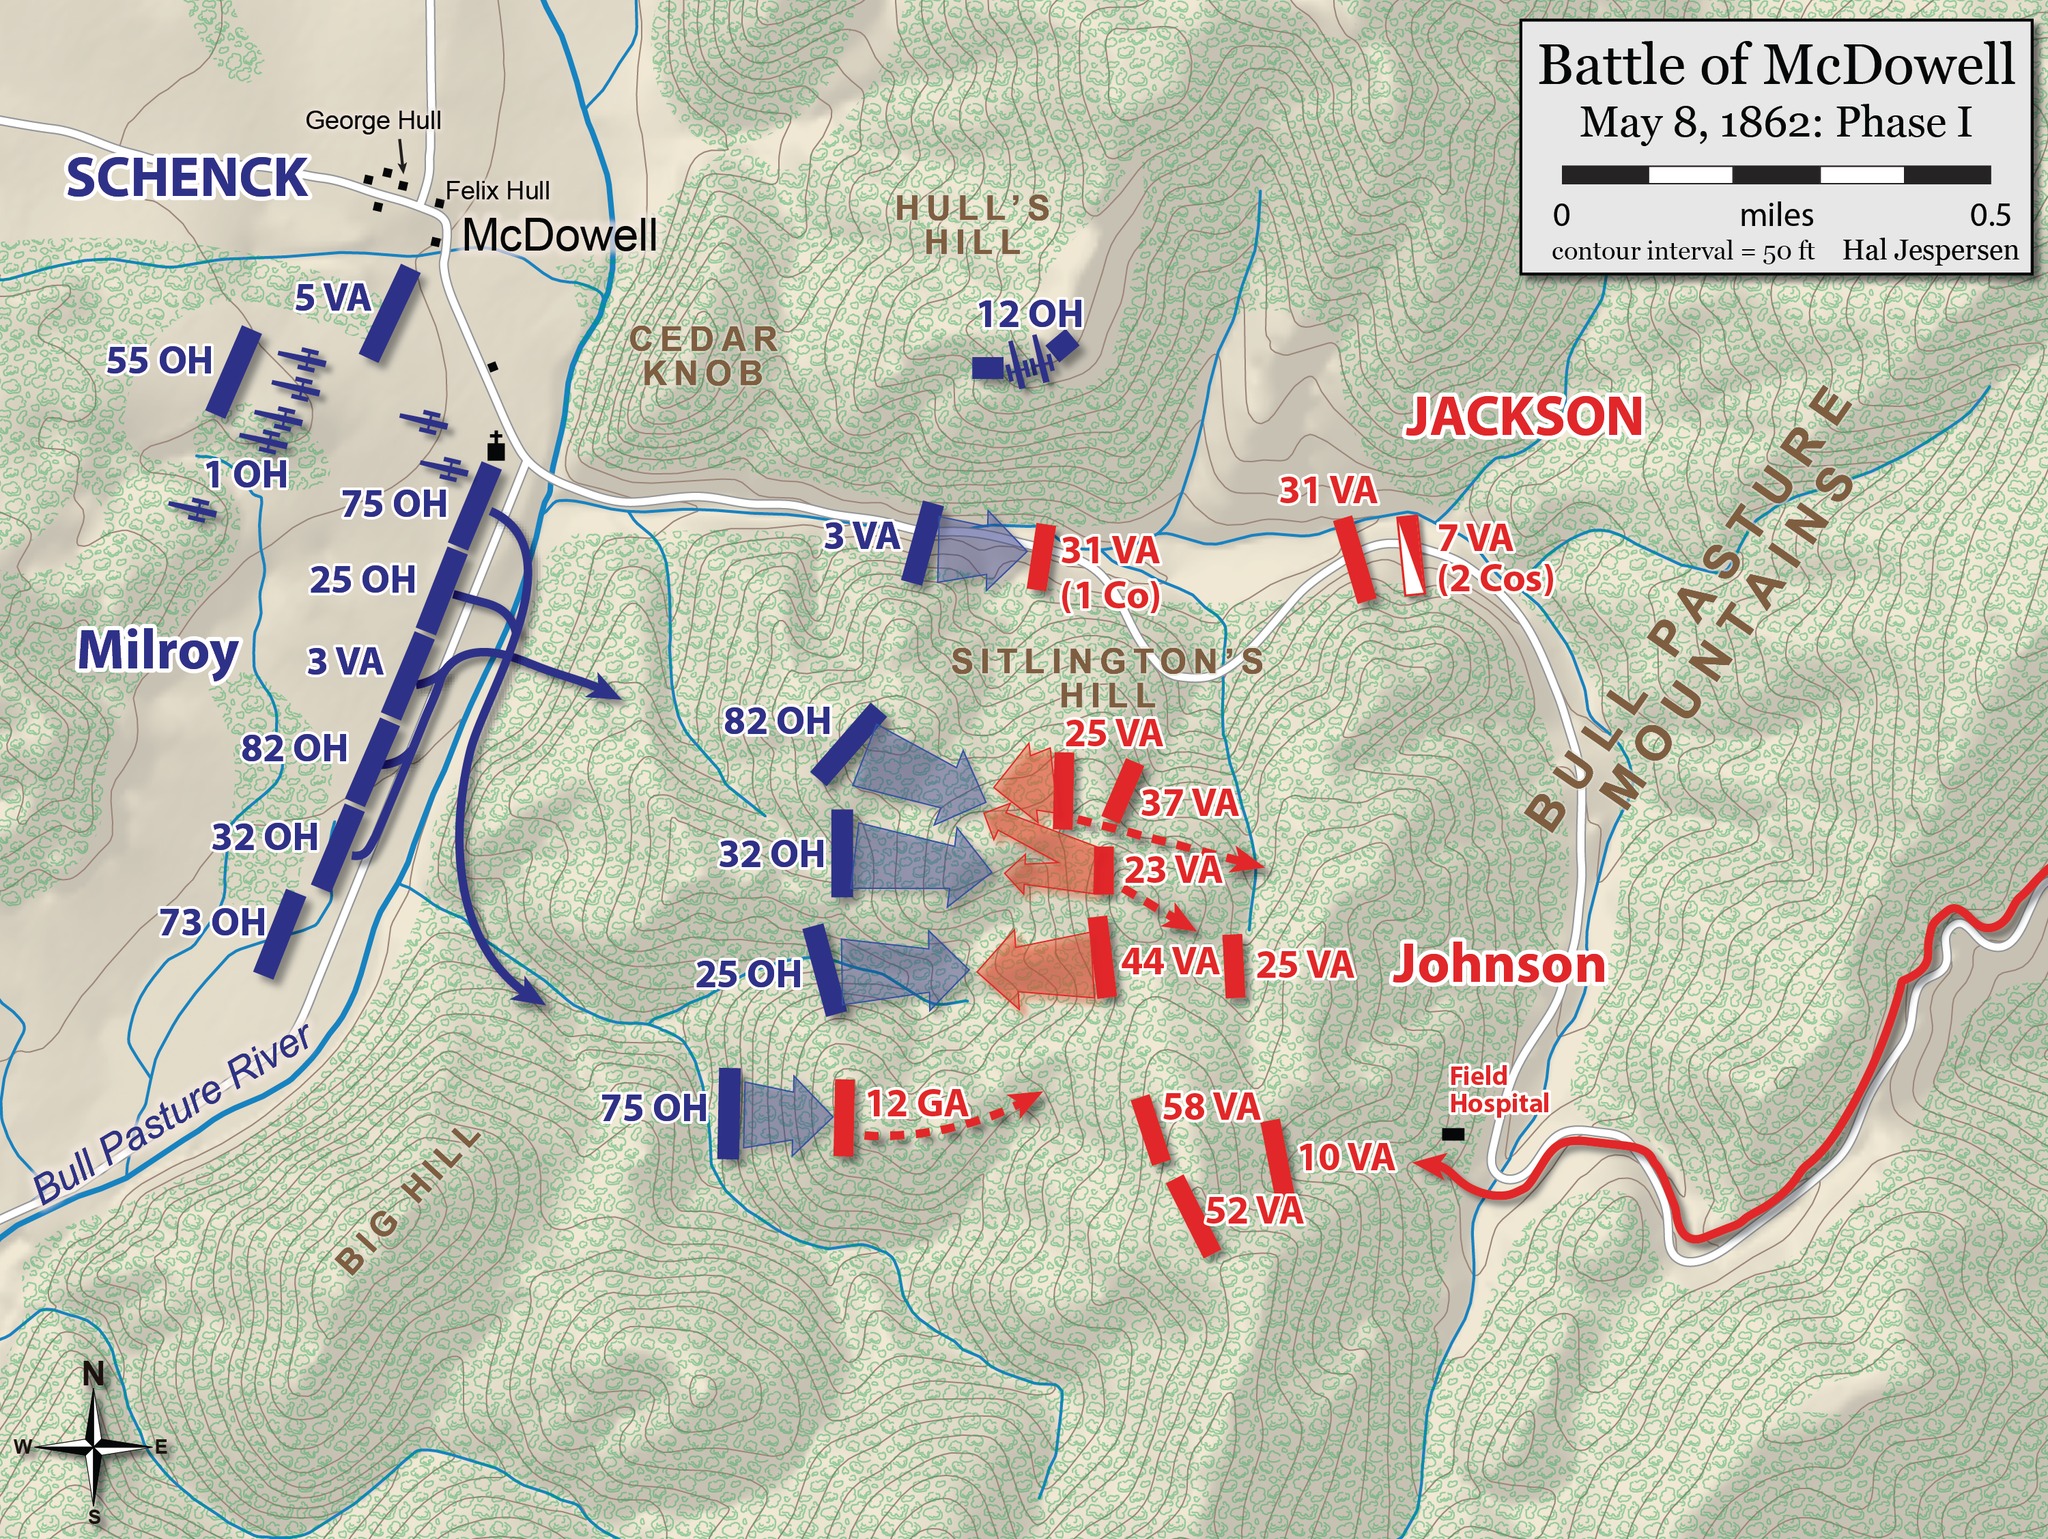 Battle of McDowell
May 8, 1862: Phase I
0 miles 0.5
contour interval = 50 ft Hal Jespersen
George Hull
SCHENCK
Felix Hull
McDowell
HULL'S
HILL
5 VA
12 OH
CEDAR
KNOB
55 OH
JACKSON
1 OH
75 OH
31 VA
3 VA
31 VA
(1 Co)
7 VA
(2 Cos)
BULL PASTURE
MOUNTAINS
25 OH
Milroy
3 VA
SITLINGTON'S
HILL
82 OH
82 OH
25 VA
37 VA
32 OH
32 OH
23 VA
73 OH
25 OH
44 VA
25 VA
Johnson
Bull Pasture River
Field
Hospital
75 OH
12 GA
58 VA
10 VA
52 VA
BIG HILL
N
W E
S